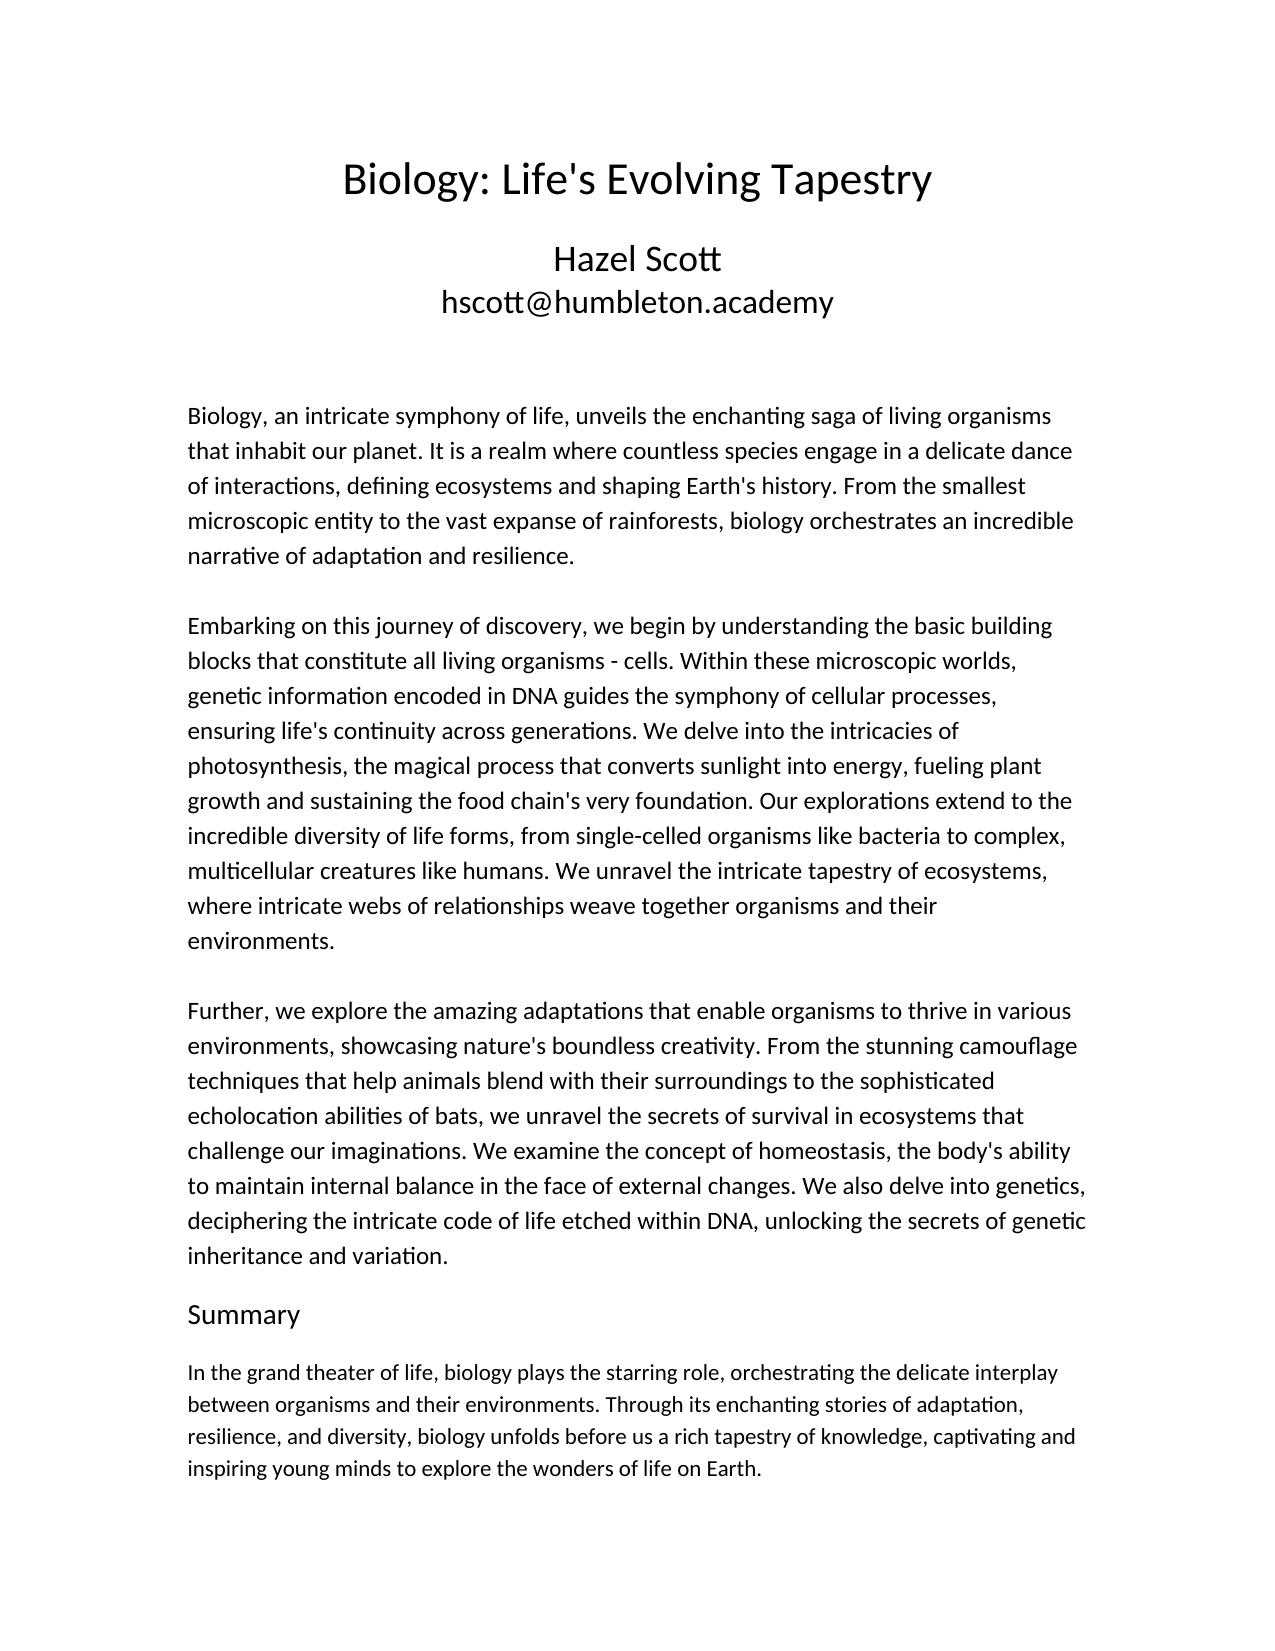 Biology: Life's Evolving Tapestry
Hazel Scott
hscott@humbleton.academy
Biology, an intricate symphony of life, unveils the enchanting saga of living organisms
that inhabit our planet. It is a realm where countless species engage in a delicate dance
of interactions, defining ecosystems and shaping Earth's history. From the smallest
microscopic entity to the vast expanse of rainforests, biology orchestrates an incredible
narrative of adaptation and resilience.
Embarking on this journey of discovery, we begin by understanding the basic building
blocks that constitute all living organisms - cells. Within these microscopic worlds,
genetic information encoded in DNA guides the symphony of cellular processes,
ensuring life's continuity across generations. We delve into the intricacies of
photosynthesis, the magical process that converts sunlight into energy, fueling plant
growth and sustaining the food chain's very foundation. Our explorations extend to the
incredible diversity of life forms, from single-celled organisms like bacteria to complex,
multicellular creatures like humans. We unravel the intricate tapestry of ecosystems,
where intricate webs of relationships weave together organisms and their
environments.
Further, we explore the amazing adaptations that enable organisms to thrive in various
environments, showcasing nature's boundless creativity. From the stunning camouflage
techniques that help animals blend with their surroundings to the sophisticated
echolocation abilities of bats, we unravel the secrets of survival in ecosystems that
challenge our imaginations. We examine the concept of homeostasis, the body's ability
to maintain internal balance in the face of external changes. We also delve into genetics,
deciphering the intricate code of life etched within DNA, unlocking the secrets of genetic
inheritance and variation.
Summary
In the grand theater of life, biology plays the starring role, orchestrating the delicate interplay
between organisms and their environments. Through its enchanting stories of adaptation,
resilience, and diversity, biology unfolds before us a rich tapestry of knowledge, captivating and
inspiring young minds to explore the wonders of life on Earth.